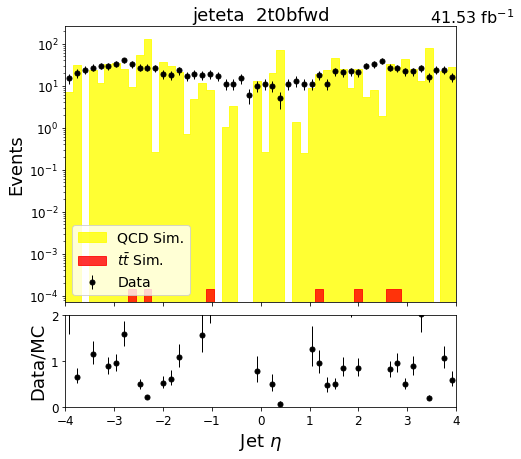 jeteta 2t0bfwd 41.53 fb⁻¹
Events
10²
10¹
10⁰
10⁻¹
10⁻²
10⁻³
10⁻⁴
QCD Sim.
tt̄ Sim.
Data
Data/MC
2
1
0
−4 −3 −2 −1 0 1 2 3 4
Jet η